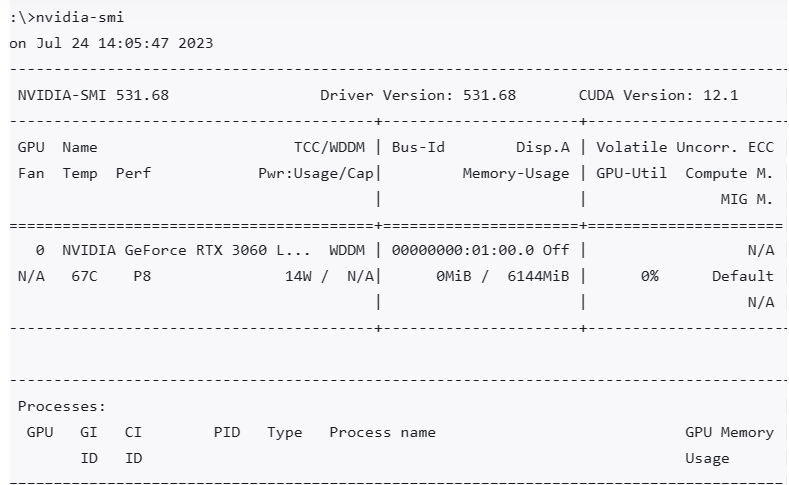 :\>nvidia-smi
on Jul 24 14:05:47 2023
-----------------------------------------------------------------------------------------
 NVIDIA-SMI 531.68                 Driver Version: 531.68       CUDA Version: 12.1
-----------------------------------------+----------------------+----------------------
 GPU  Name                      TCC/WDDM | Bus-Id        Disp.A | Volatile Uncorr. ECC
 Fan  Temp  Perf            Pwr:Usage/Cap|         Memory-Usage | GPU-Util  Compute M.
                                         |                      |               MIG M.
=========================================+======================+======================
   0  NVIDIA GeForce RTX 3060 L...  WDDM | 00000000:01:00.0 Off |                  N/A
 N/A   67C    P8               14W /  N/A|      0MiB /  6144MiB |      0%      Default
                                         |                      |                  N/A
-----------------------------------------+----------------------+----------------------
-----------------------------------------------------------------------------------------
 Processes:
  GPU   GI   CI        PID   Type   Process name                            GPU Memory
        ID   ID                                                             Usage
-----------------------------------------------------------------------------------------